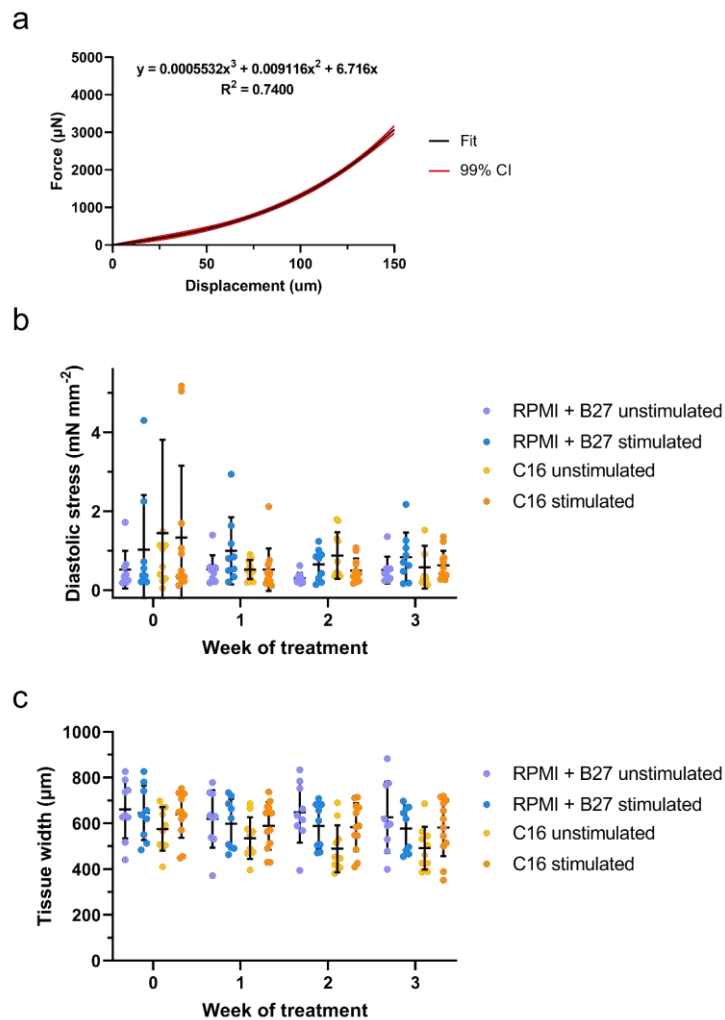 a
y = 0.0005532x³ + 0.009116x² + 6.716x
R² = 0.7400
5000
4000
3000
2000
1000
0
Force (µN)
0
50
100
150
Displacement (um)
Fit
99% CI
b
Diastolic stress (mN mm⁻²)
4
2
0
0
1
2
3
Week of treatment
RPMI + B27 unstimulated
RPMI + B27 stimulated
C16 unstimulated
C16 stimulated
c
Tissue width (µm)
1000
800
600
400
200
0
0
1
2
3
Week of treatment
RPMI + B27 unstimulated
RPMI + B27 stimulated
C16 unstimulated
C16 stimulated